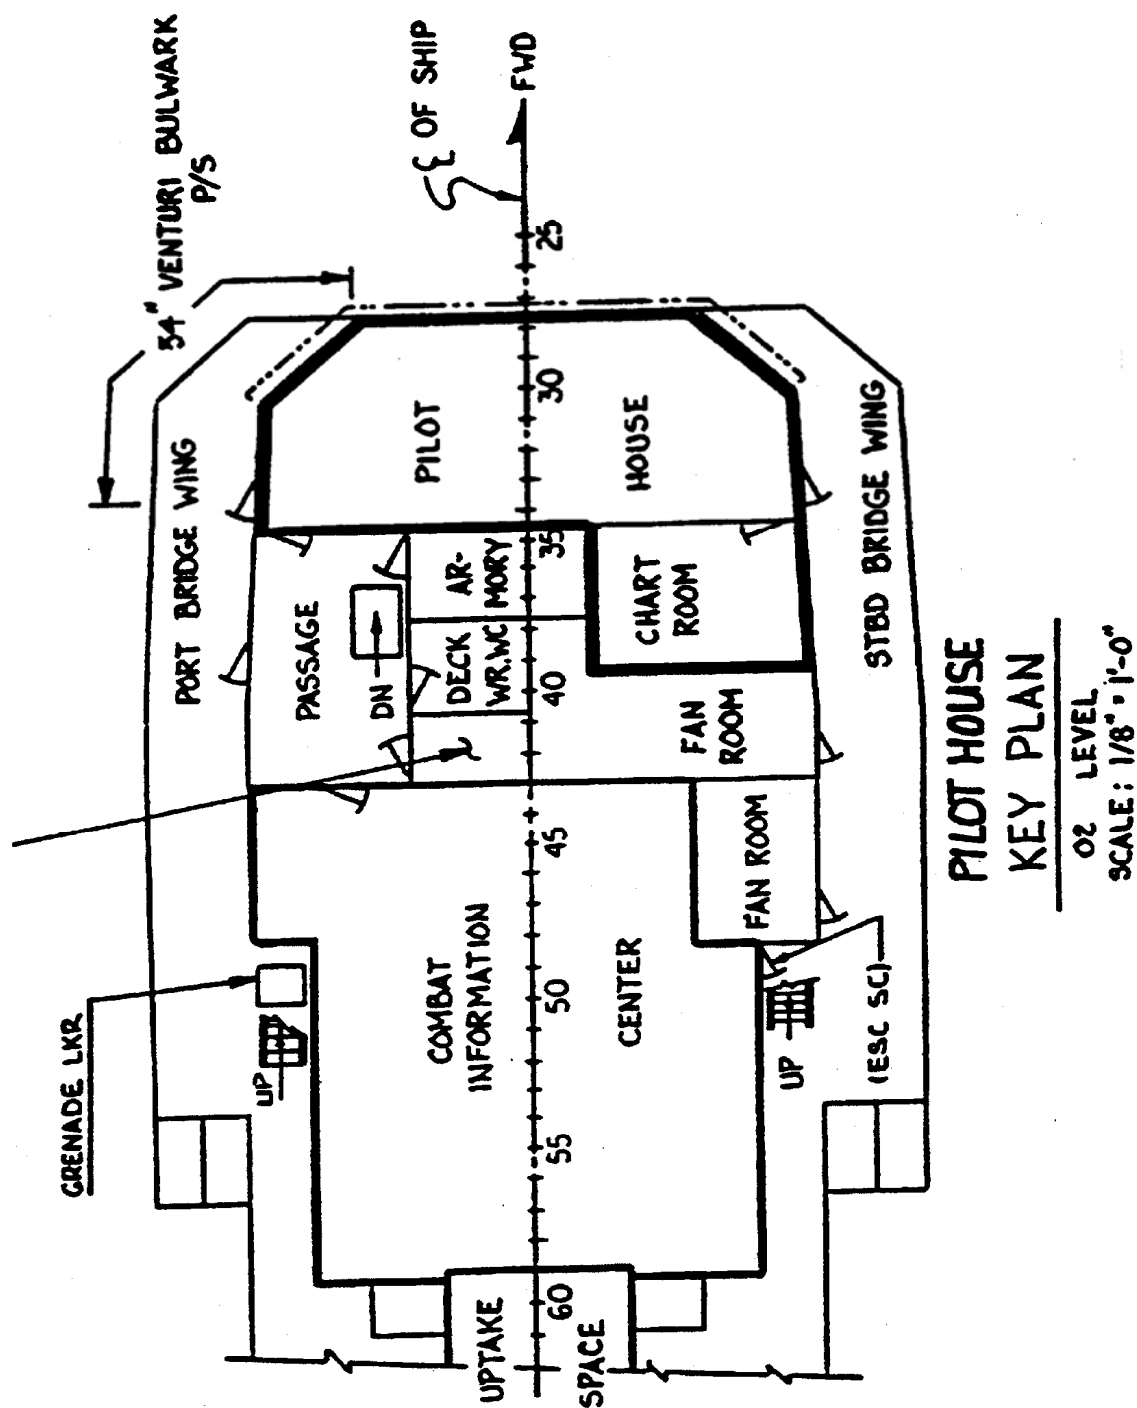 54" VENTURI BULWARK
P/S
℄ OF SHIP
FWD
25
30
35
40
45
50
55
60
PORT BRIDGE WING
PILOT
HOUSE
STBD BRIDGE WING
PASSAGE
DN
AR-
MORY
DECK
WR.WC
CHART
ROOM
FAN
ROOM
FAN ROOM
COMBAT
INFORMATION
CENTER
GRENADE LKR
UP
UP
(ESC SC)
UPTAKE
SPACE
PILOT HOUSE
KEY PLAN
02 LEVEL
SCALE: 1/8" = 1'-0"